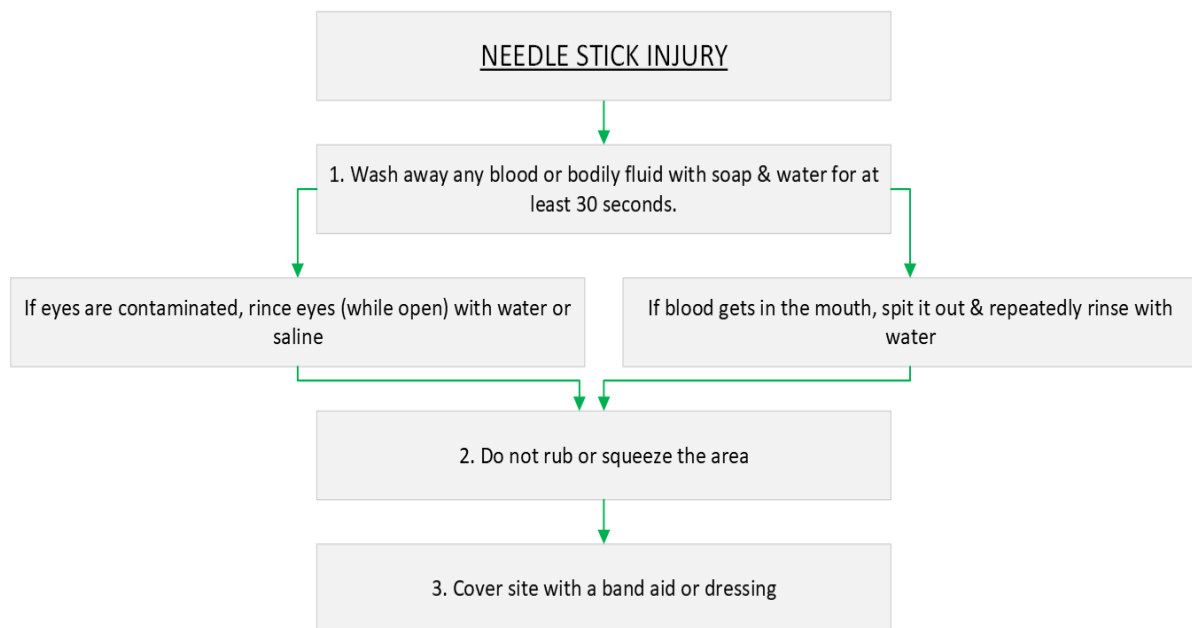 NEEDLE STICK INJURY
1. Wash away any blood or bodily fluid with soap & water for at
least 30 seconds.
If eyes are contaminated, rince eyes (while open) with water or
saline
If blood gets in the mouth, spit it out & repeatedly rinse with
water
2. Do not rub or squeeze the area
3. Cover site with a band aid or dressing